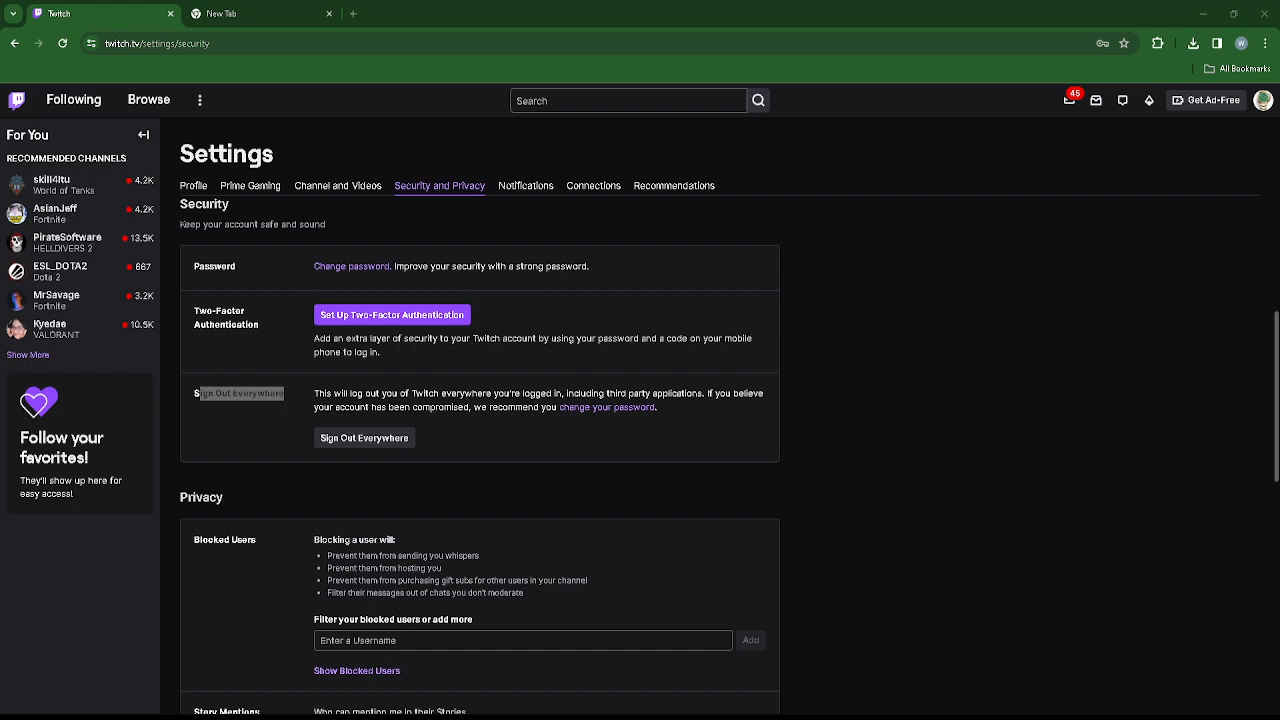 Twitch
New Tab
twitch.tv/settings/security
W
All Bookmarks
Following
Browse
Search
45
Get Ad-Free
For You
RECOMMENDED CHANNELS
skill4ltu
4.2K
World of Tanks
AsianJeff
4.2K
Fortnite
PirateSoftware
13.5K
HELLDIVERS 2
ESL_DOTA2
667
Dota 2
MrSavage
3.2K
Fortnite
Kyedae
10.5K
VALORANT
Show More
Follow your
favorites!
They'll show up here for
easy access!
Settings
Profile
Prime Gaming
Channel and Videos
Security and Privacy
Notifications
Connections
Recommendations
Security
Keep your account safe and sound
Password
Change password. Improve your security with a strong password.
Two-Factor
Authentication
Set Up Two-Factor Authentication
Add an extra layer of security to your Twitch account by using your password and a code on your mobile
phone to log in.
Sign Out Everywhere
This will log out you of Twitch everywhere you're logged in, including third party applications. If you believe
your account has been compromised, we recommend you change your password.
Sign Out Everywhere
Privacy
Blocked Users
Blocking a user will:
Prevent them from sending you whispers
Prevent them from hosting you
Prevent them from purchasing gift subs for other users in your channel
Filter their messages out of chats you don't moderate
Filter your blocked users or add more
Enter a Username
Add
Show Blocked Users
Story Mentions
Who can mention me in their Stories